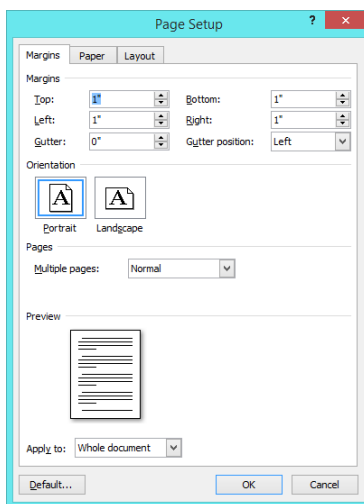 Page Setup ? x
Margins Paper Layout
Margins
Top: 1" Bottom: 1"
Left: 1" Right: 1"
Gutter: 0" Gutter position: Left
Orientation
A A
Portrait Landscape
Pages
Multiple pages: Normal
Preview
Apply to: Whole document
Default... OK Cancel